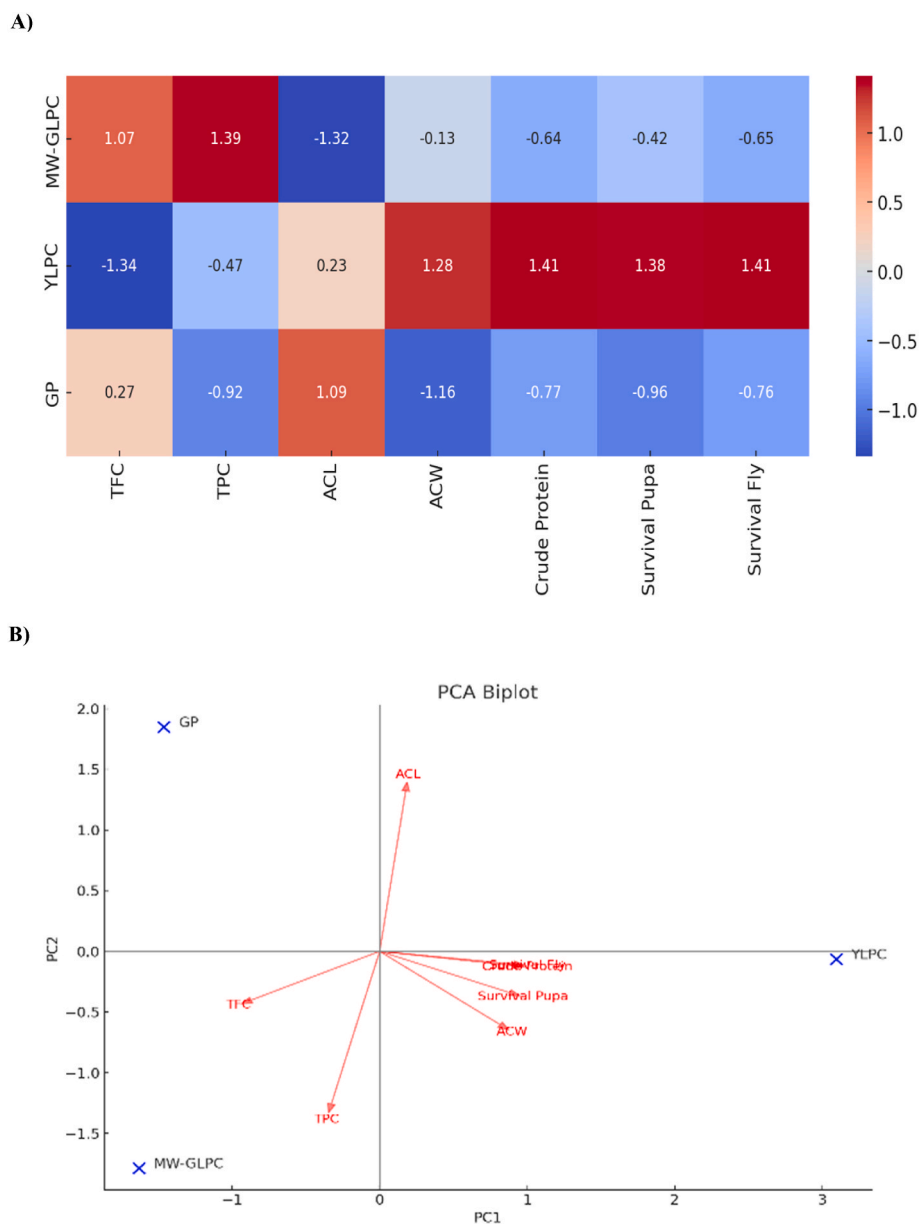 A)
MW-GLPC
1.07 1.39 -1.32 -0.13 -0.64 -0.42 -0.65
YLPC
-1.34 -0.47 0.23 1.28 1.41 1.38 1.41
GP
0.27 -0.92 1.09 -1.16 -0.77 -0.96 -0.76
TFC
TPC
ACL
ACW
Crude Protein
Survival Pupa
Survival Fly
1.0
0.5
0.0
−0.5
−1.0
B)
PCA Biplot
PC2
2.0
1.5
1.0
0.5
0.0
−0.5
−1.0
−1.5
GP
ACL
YLPC
Survival Fly
Crude Protein
Survival Pupa
TFC
ACW
TPC
MW-GLPC
−1 0 1 2 3
PC1